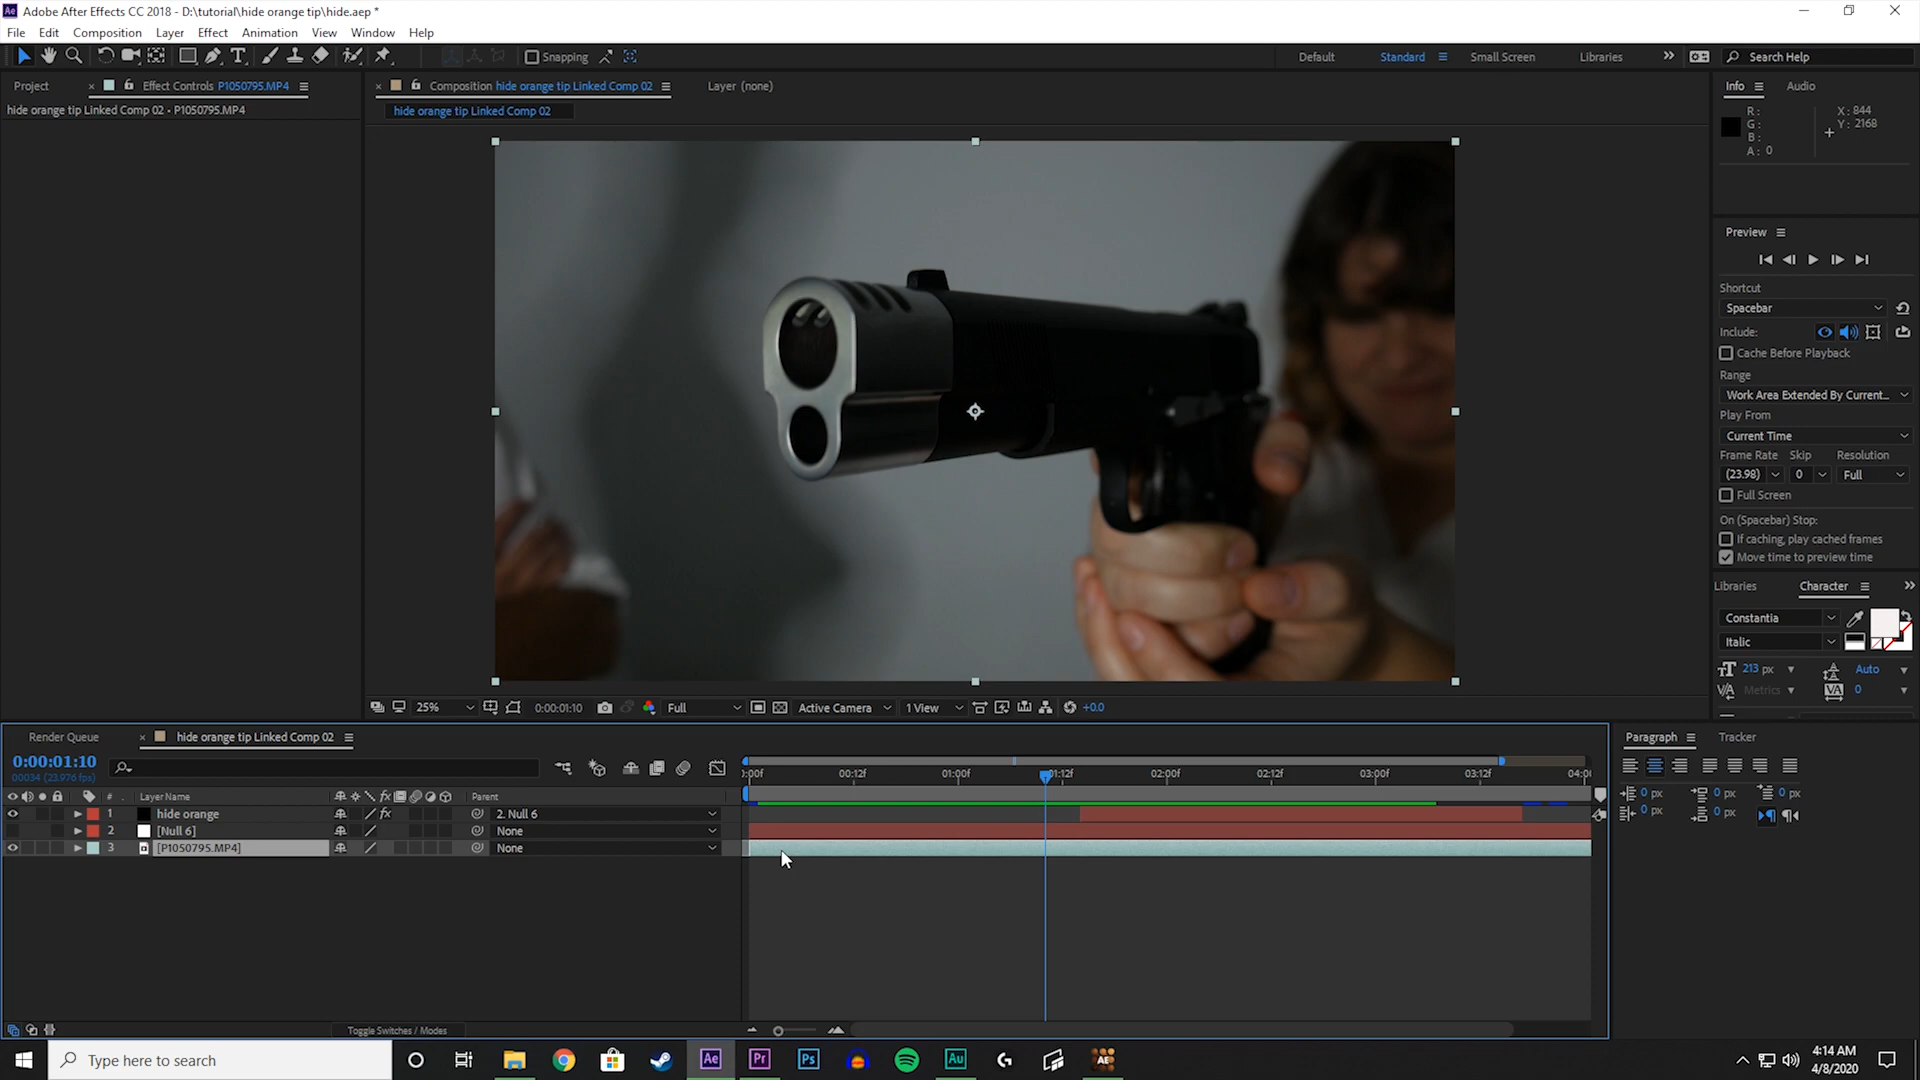 Adobe After Effects CC 2018 - D:\tutorial\hide orange tip\hide.aep *
File Edit Composition Layer Effect Animation View Window Help
Snapping
Default Standard Small Screen Libraries Search Help
Project Effect Controls P1050795.MP4
Composition hide orange tip Linked Comp 02
Layer (none)
Info Audio
hide orange tip Linked Comp 02 • P1050795.MP4
hide orange tip Linked Comp 02
R:
G:
B:
A: 0
X: 844
Y: 2168
Preview
Shortcut
Spacebar
Include:
Cache Before Playback
Range
Work Area Extended By Current...
Play From
Current Time
Frame Rate Skip Resolution
(23.98) 0 Full
Full Screen
On (Spacebar) Stop:
If caching, play cached frames
Move time to preview time
Libraries Character
Constantia
Italic
213 px Auto
Metrics 0
25% 0:00:01:10 Full Active Camera 1 View +0.0
Render Queue hide orange tip Linked Comp 02
Paragraph Tracker
0:00:01:10
00034 (23.976 fps)
:00f 00:12f 01:00f 01:12f 02:00f 02:12f 03:00f 03:12f 04:0
# Layer Name Parent
1 hide orange 2. Null 6
2 [Null 6] None
3 [P1050795.MP4] None
0 px 0 px 0 px
0 px 0 px
Toggle Switches / Modes
Type here to search
Ae Pr Ps Au AE
4:14 AM
4/8/2020